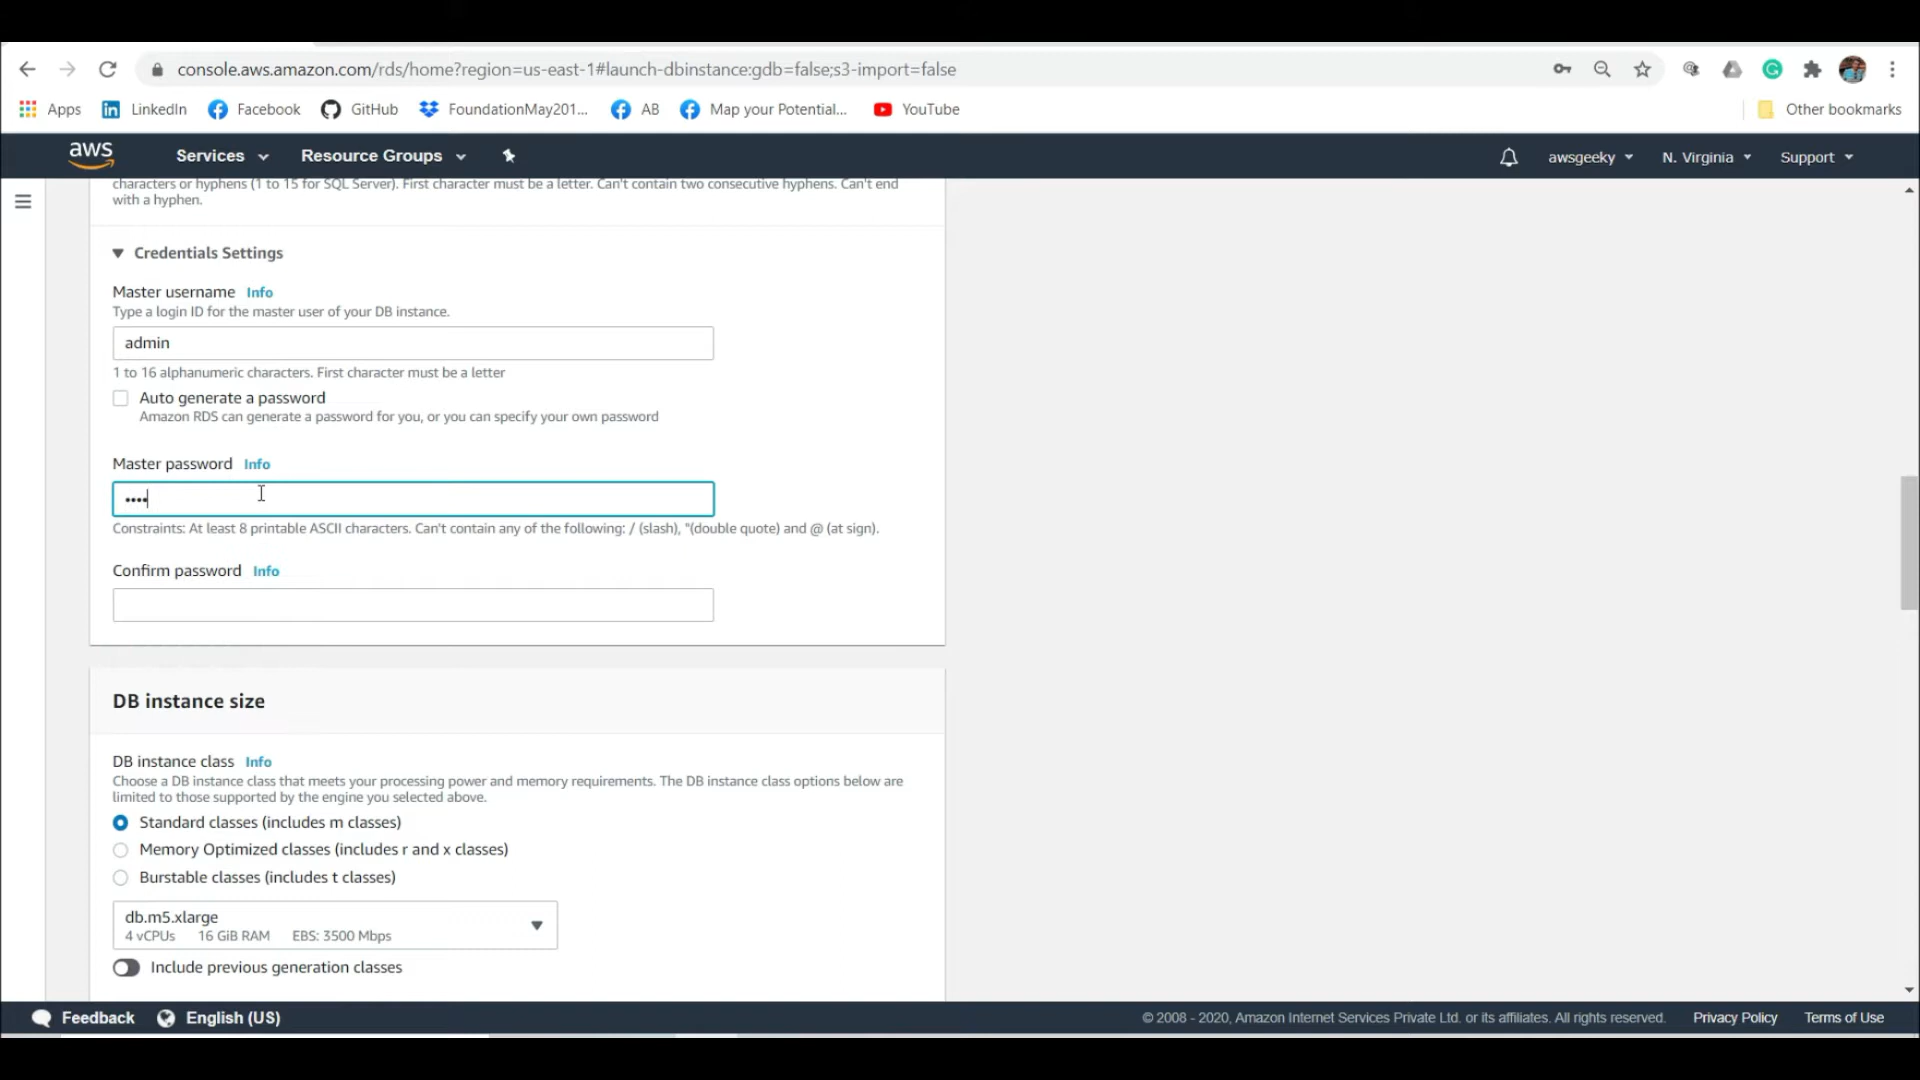 console.aws.amazon.com/rds/home?region=us-east-1#launch-dbinstance:gdb=false;s3-import=false
Apps LinkedIn Facebook GitHub FoundationMay201... AB Map your Potential... YouTube Other bookmarks
aws Services Resource Groups awsgeeky N. Virginia Support
characters or hyphens (1 to 15 for SQL Server). First character must be a letter. Can't contain two consecutive hyphens. Can't end
with a hyphen.
Credentials Settings
Master username Info
Type a login ID for the master user of your DB instance.
admin
1 to 16 alphanumeric characters. First character must be a letter
Auto generate a password
Amazon RDS can generate a password for you, or you can specify your own password
Master password Info
••••
Constraints: At least 8 printable ASCII characters. Can't contain any of the following: / (slash), "(double quote) and @ (at sign).
Confirm password Info
DB instance size
DB instance class Info
Choose a DB instance class that meets your processing power and memory requirements. The DB instance class options below are
limited to those supported by the engine you selected above.
Standard classes (includes m classes)
Memory Optimized classes (includes r and x classes)
Burstable classes (includes t classes)
db.m5.xlarge
4 vCPUs 16 GiB RAM EBS: 3500 Mbps
Include previous generation classes
Feedback English (US) © 2008 - 2020, Amazon Internet Services Private Ltd. or its affiliates. All rights reserved. Privacy Policy Terms of Use